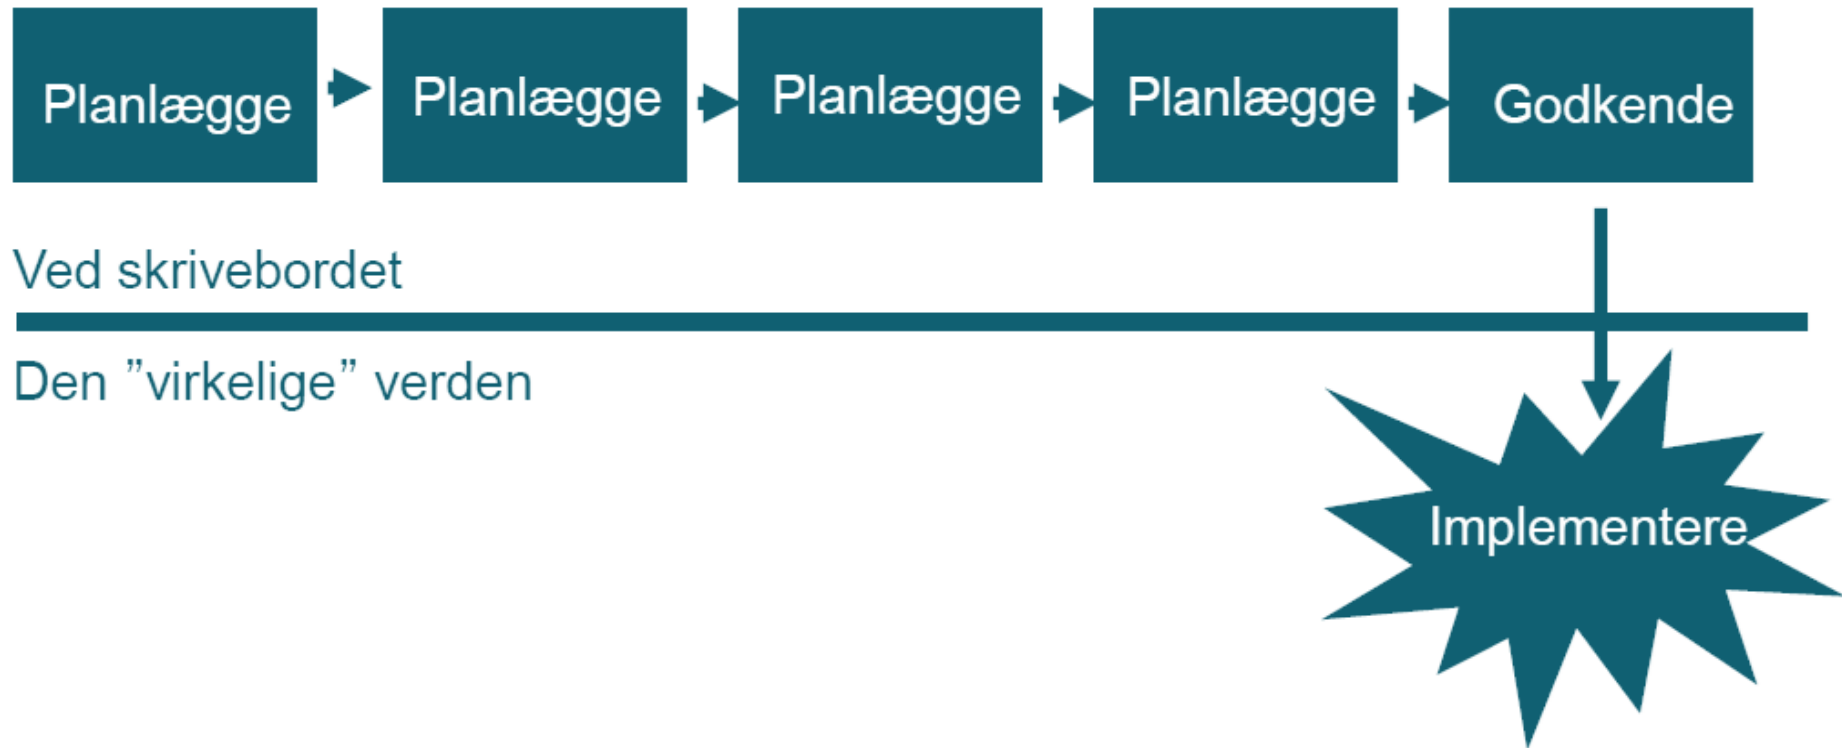 Planlægge
Planlægge
Planlægge
Planlægge
Godkende
Ved skrivebordet
Den ”virkelige” verden
Implementere